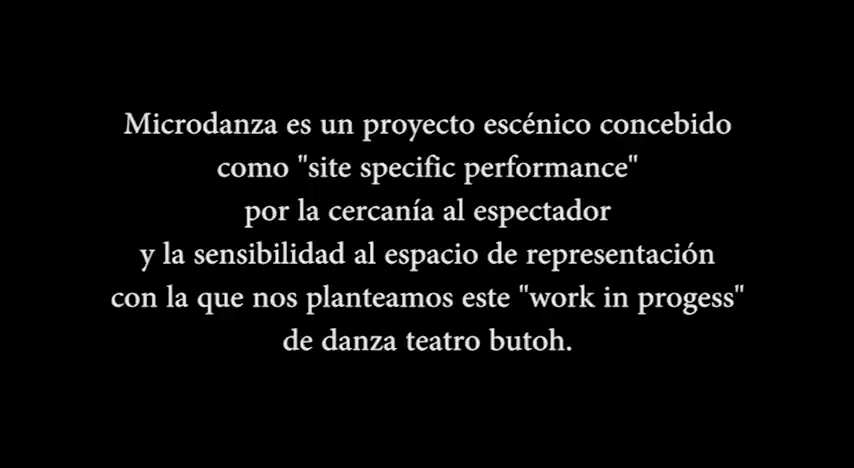 Microdanza es un proyecto escénico concebido
como "site specific performance"
por la cercanía al espectador
y la sensibilidad al espacio de representación
con la que nos planteamos este "work in progess"
de danza teatro butoh.